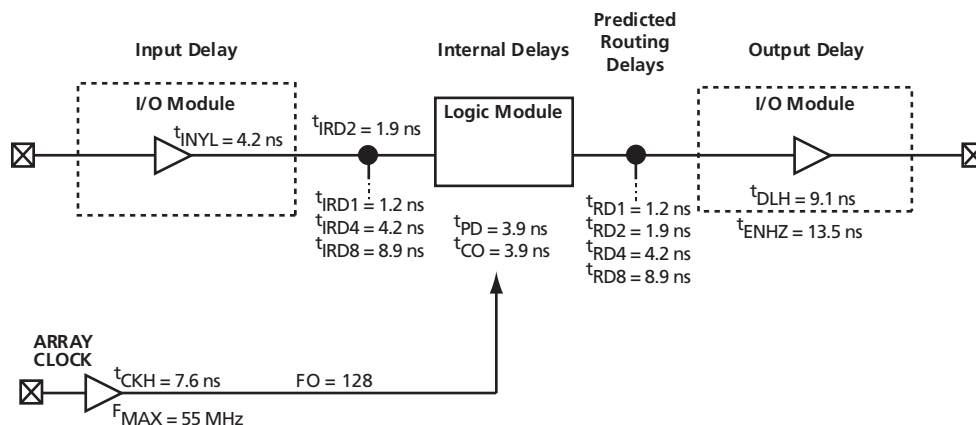 Input Delay
Internal Delays
Predicted
Routing
Delays
Output Delay
I/O Module
tINYL = 4.2 ns
tIRD2 = 1.9 ns
Logic Module
I/O Module
tIRD1 = 1.2 ns
tIRD4 = 4.2 ns
tIRD8 = 8.9 ns
tPD = 3.9 ns
tCO = 3.9 ns
tRD1 = 1.2 ns
tRD2 = 1.9 ns
tRD4 = 4.2 ns
tRD8 = 8.9 ns
tDLH = 9.1 ns
tENHZ = 13.5 ns
ARRAY
CLOCK
tCKH = 7.6 ns
FO = 128
FMAX = 55 MHz